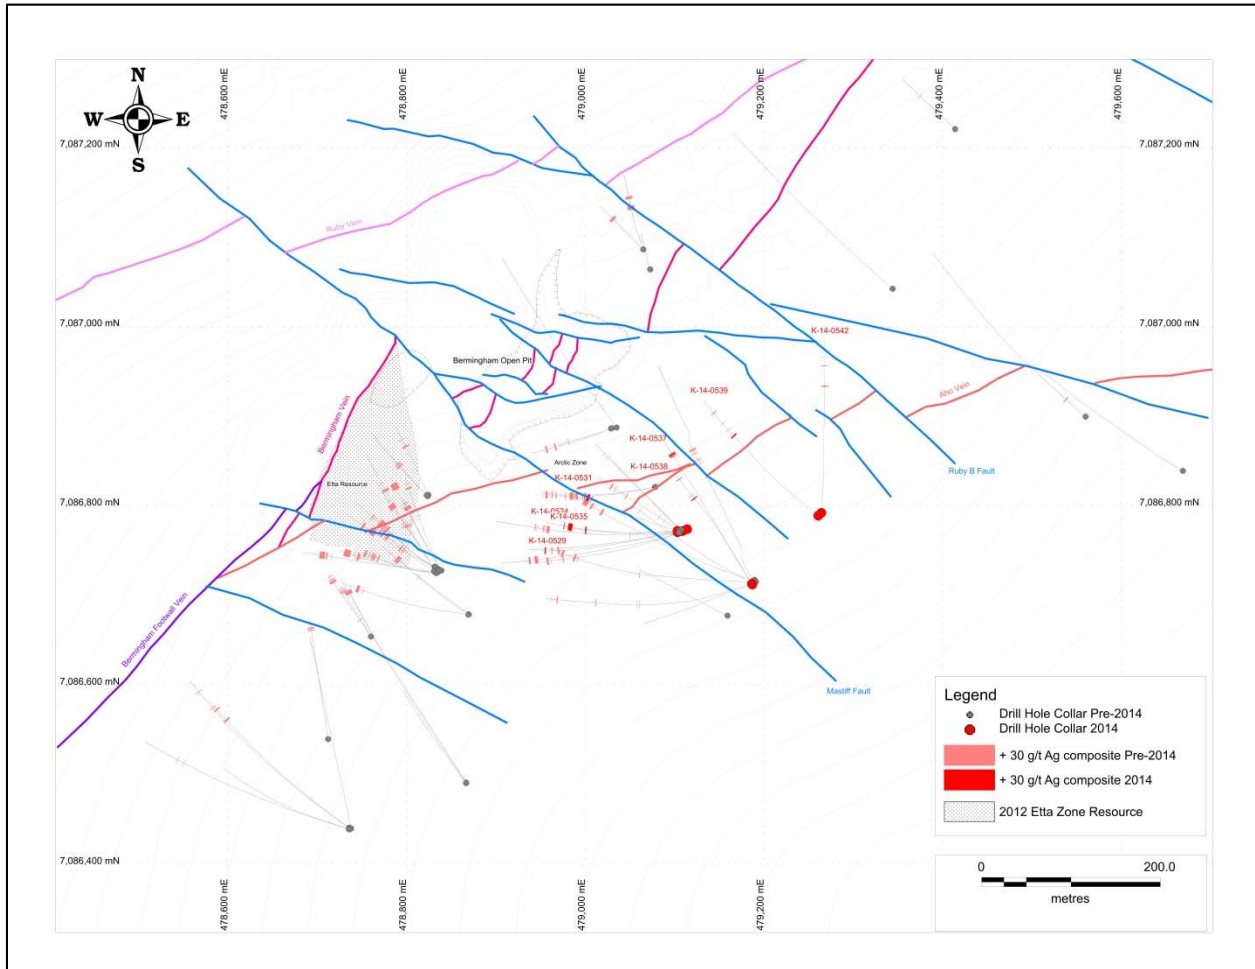 N
W E
S
478,600 mE
478,800 mE
479,000 mE
479,200 mE
479,400 mE
479,600 mE
7,087,200 mN
7,087,200 mN
Ruby Vein
7,087,000 mN
7,087,000 mN
K-14-0542
Bermingham Open Pit
Bermingham Vein
K-14-0539
Aho Vein
K-14-0537
Arctic Zone
K-14-0538
Ruby B Fault
K-14-0531
Etta Resource
7,086,800 mN
7,086,800 mN
K-14-0524
K-14-0535
K-14-0529
Bermingham Footwall Vein
7,086,600 mN
Mastiff Fault
7,086,400 mN
Legend
Drill Hole Collar Pre-2014
Drill Hole Collar 2014
+ 30 g/t Ag composite Pre-2014
+ 30 g/t Ag composite 2014
2012 Etta Zone Resource
0 200.0
metres
478,600 mE
478,800 mE
479,000 mE
479,200 mE